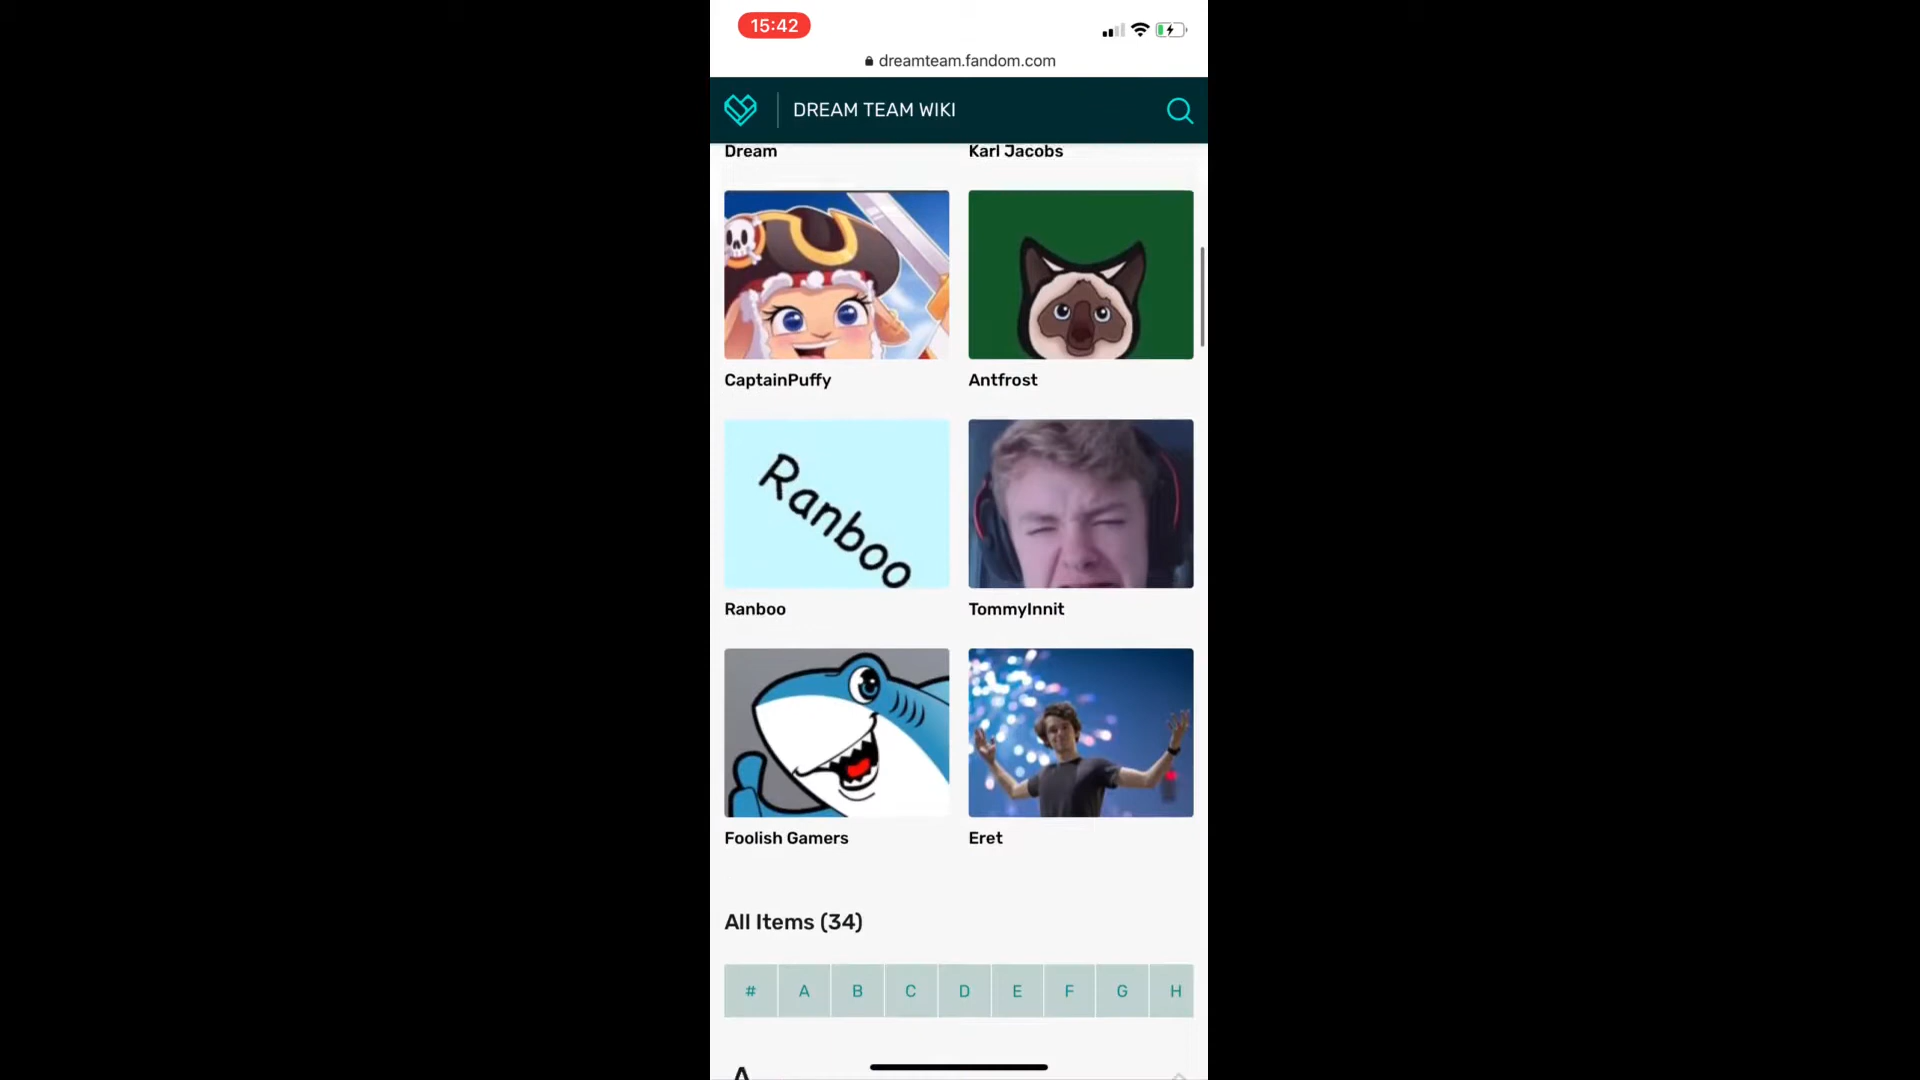 15:42
dreamteam.fandom.com
DREAM TEAM WIKI
Dream
Karl Jacobs
CaptainPuffy
Antfrost
Ranboo
Ranboo
TommyInnit
Foolish Gamers
Eret
All Items (34)
# A B C D E F G H
A